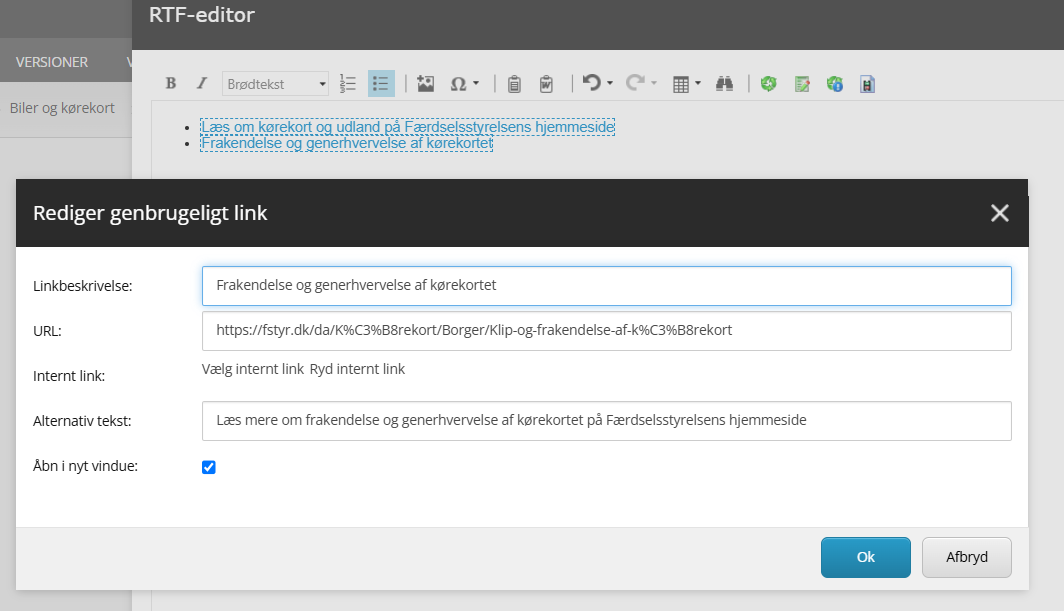 RTF-editor
VERSIONER
B I Brødtekst
Biler og kørekort
Læs om kørekort og udland på Færdselsstyrelsens hjemmeside
Frakendelse og generhvervelse af kørekortet
Rediger genbrugeligt link
Linkbeskrivelse: Frakendelse og generhvervelse af kørekortet
URL: https://fstyr.dk/da/K%C3%B8rekort/Borger/Klip-og-frakendelse-af-k%C3%B8rekort
Internt link: Vælg internt link Ryd internt link
Alternativ tekst: Læs mere om frakendelse og generhvervelse af kørekortet på Færdselsstyrelsens hjemmeside
Åbn i nyt vindue:
Ok Afbryd